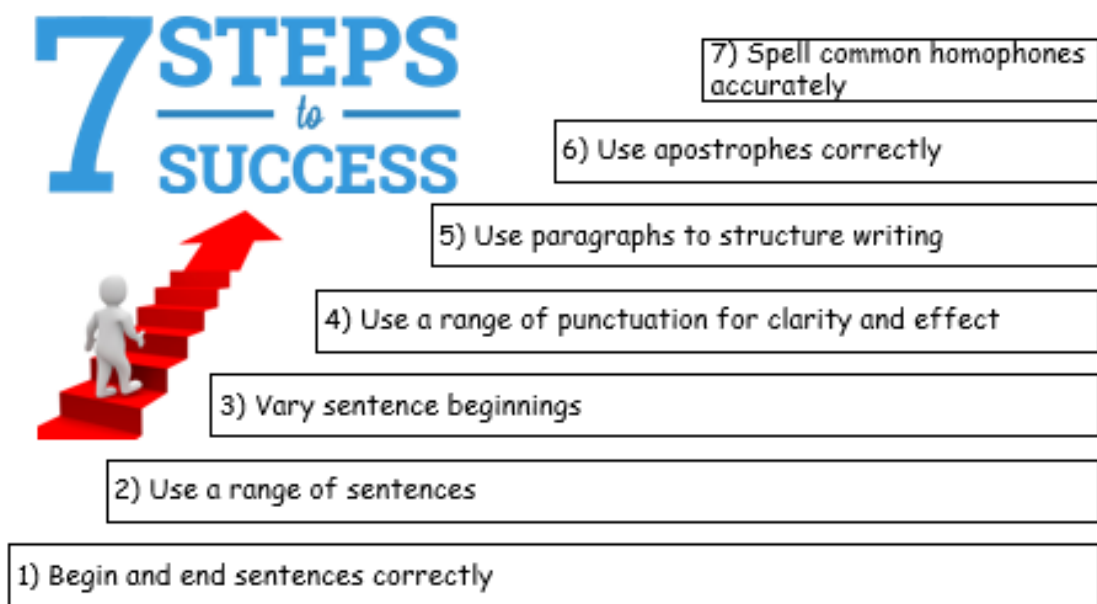 7 STEPS
to
SUCCESS
7) Spell common homophones
accurately
6) Use apostrophes correctly
5) Use paragraphs to structure writing
4) Use a range of punctuation for clarity and effect
3) Vary sentence beginnings
2) Use a range of sentences
1) Begin and end sentences correctly